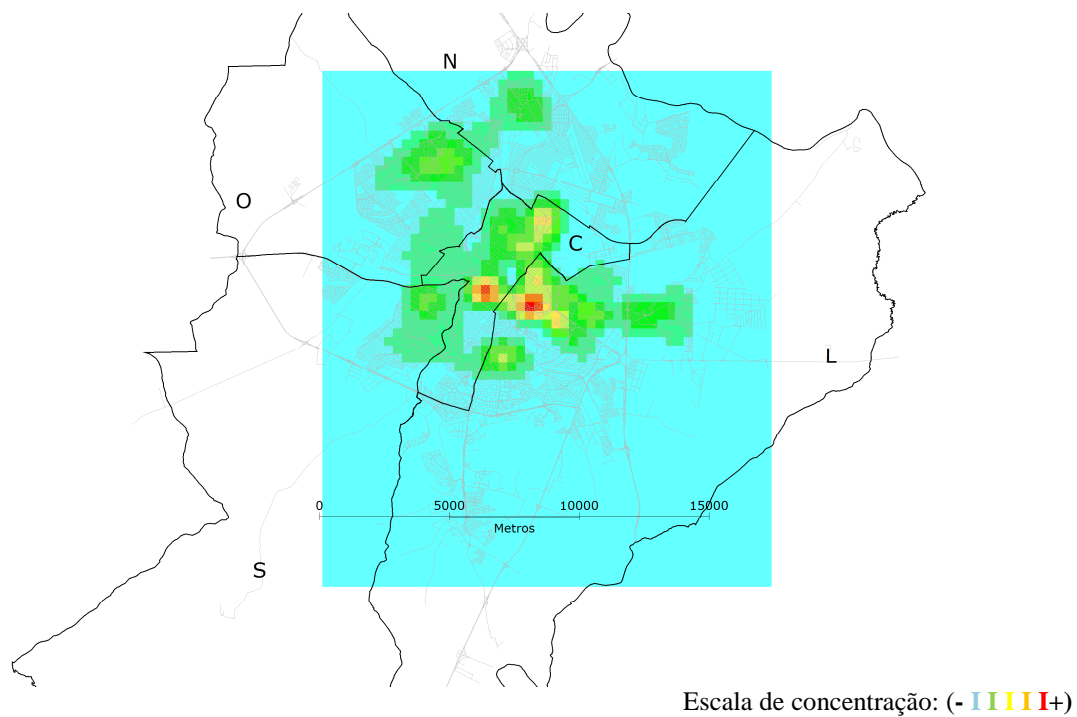 N
O
C
L
0 5000 10000 15000
Metros
S
Escala de concentração: (- I I I I I+)